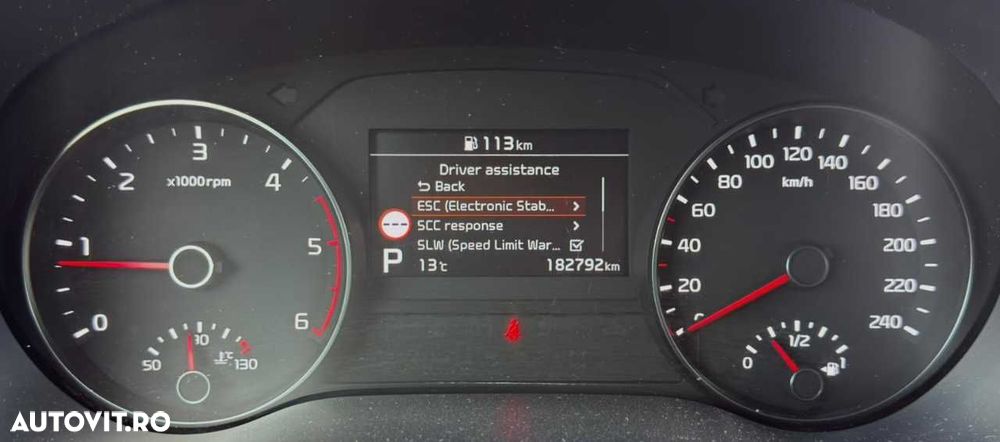 113km
Driver assistance
Back
ESC (Electronic Stab...
SCC response
SLW (Speed Limit War...
P 13°C 182792km
0 1 2 3 4 5 6
x1000rpm
50 90 130
°C
0 20 40 60 80 100 120 140 160 180 200 220 240
km/h
0 1/2 1
AUTOVIT.RO